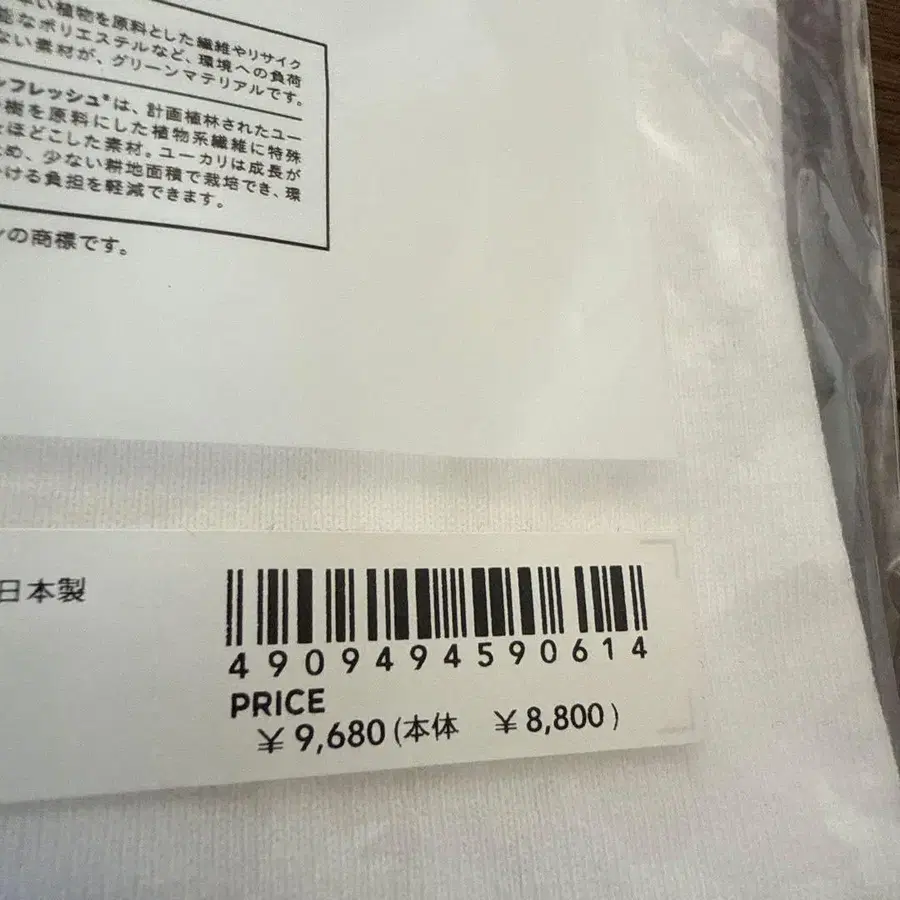 い植物を原料とした繊維やリサイク
能なポリエステルなど、環境への負荷
ない素材が、グリーンマテリアルです。
フレッシュ®は、計画植林されたユー
樹を原料にした植物系繊維に特殊
ほどこした素材。ユーカリは成長が
ため、少ない耕地面積で栽培でき、環
ける負担を軽減できます。
の商標です。
日本製
4909494590614
PRICE
¥9,680(本体 ¥8,800)